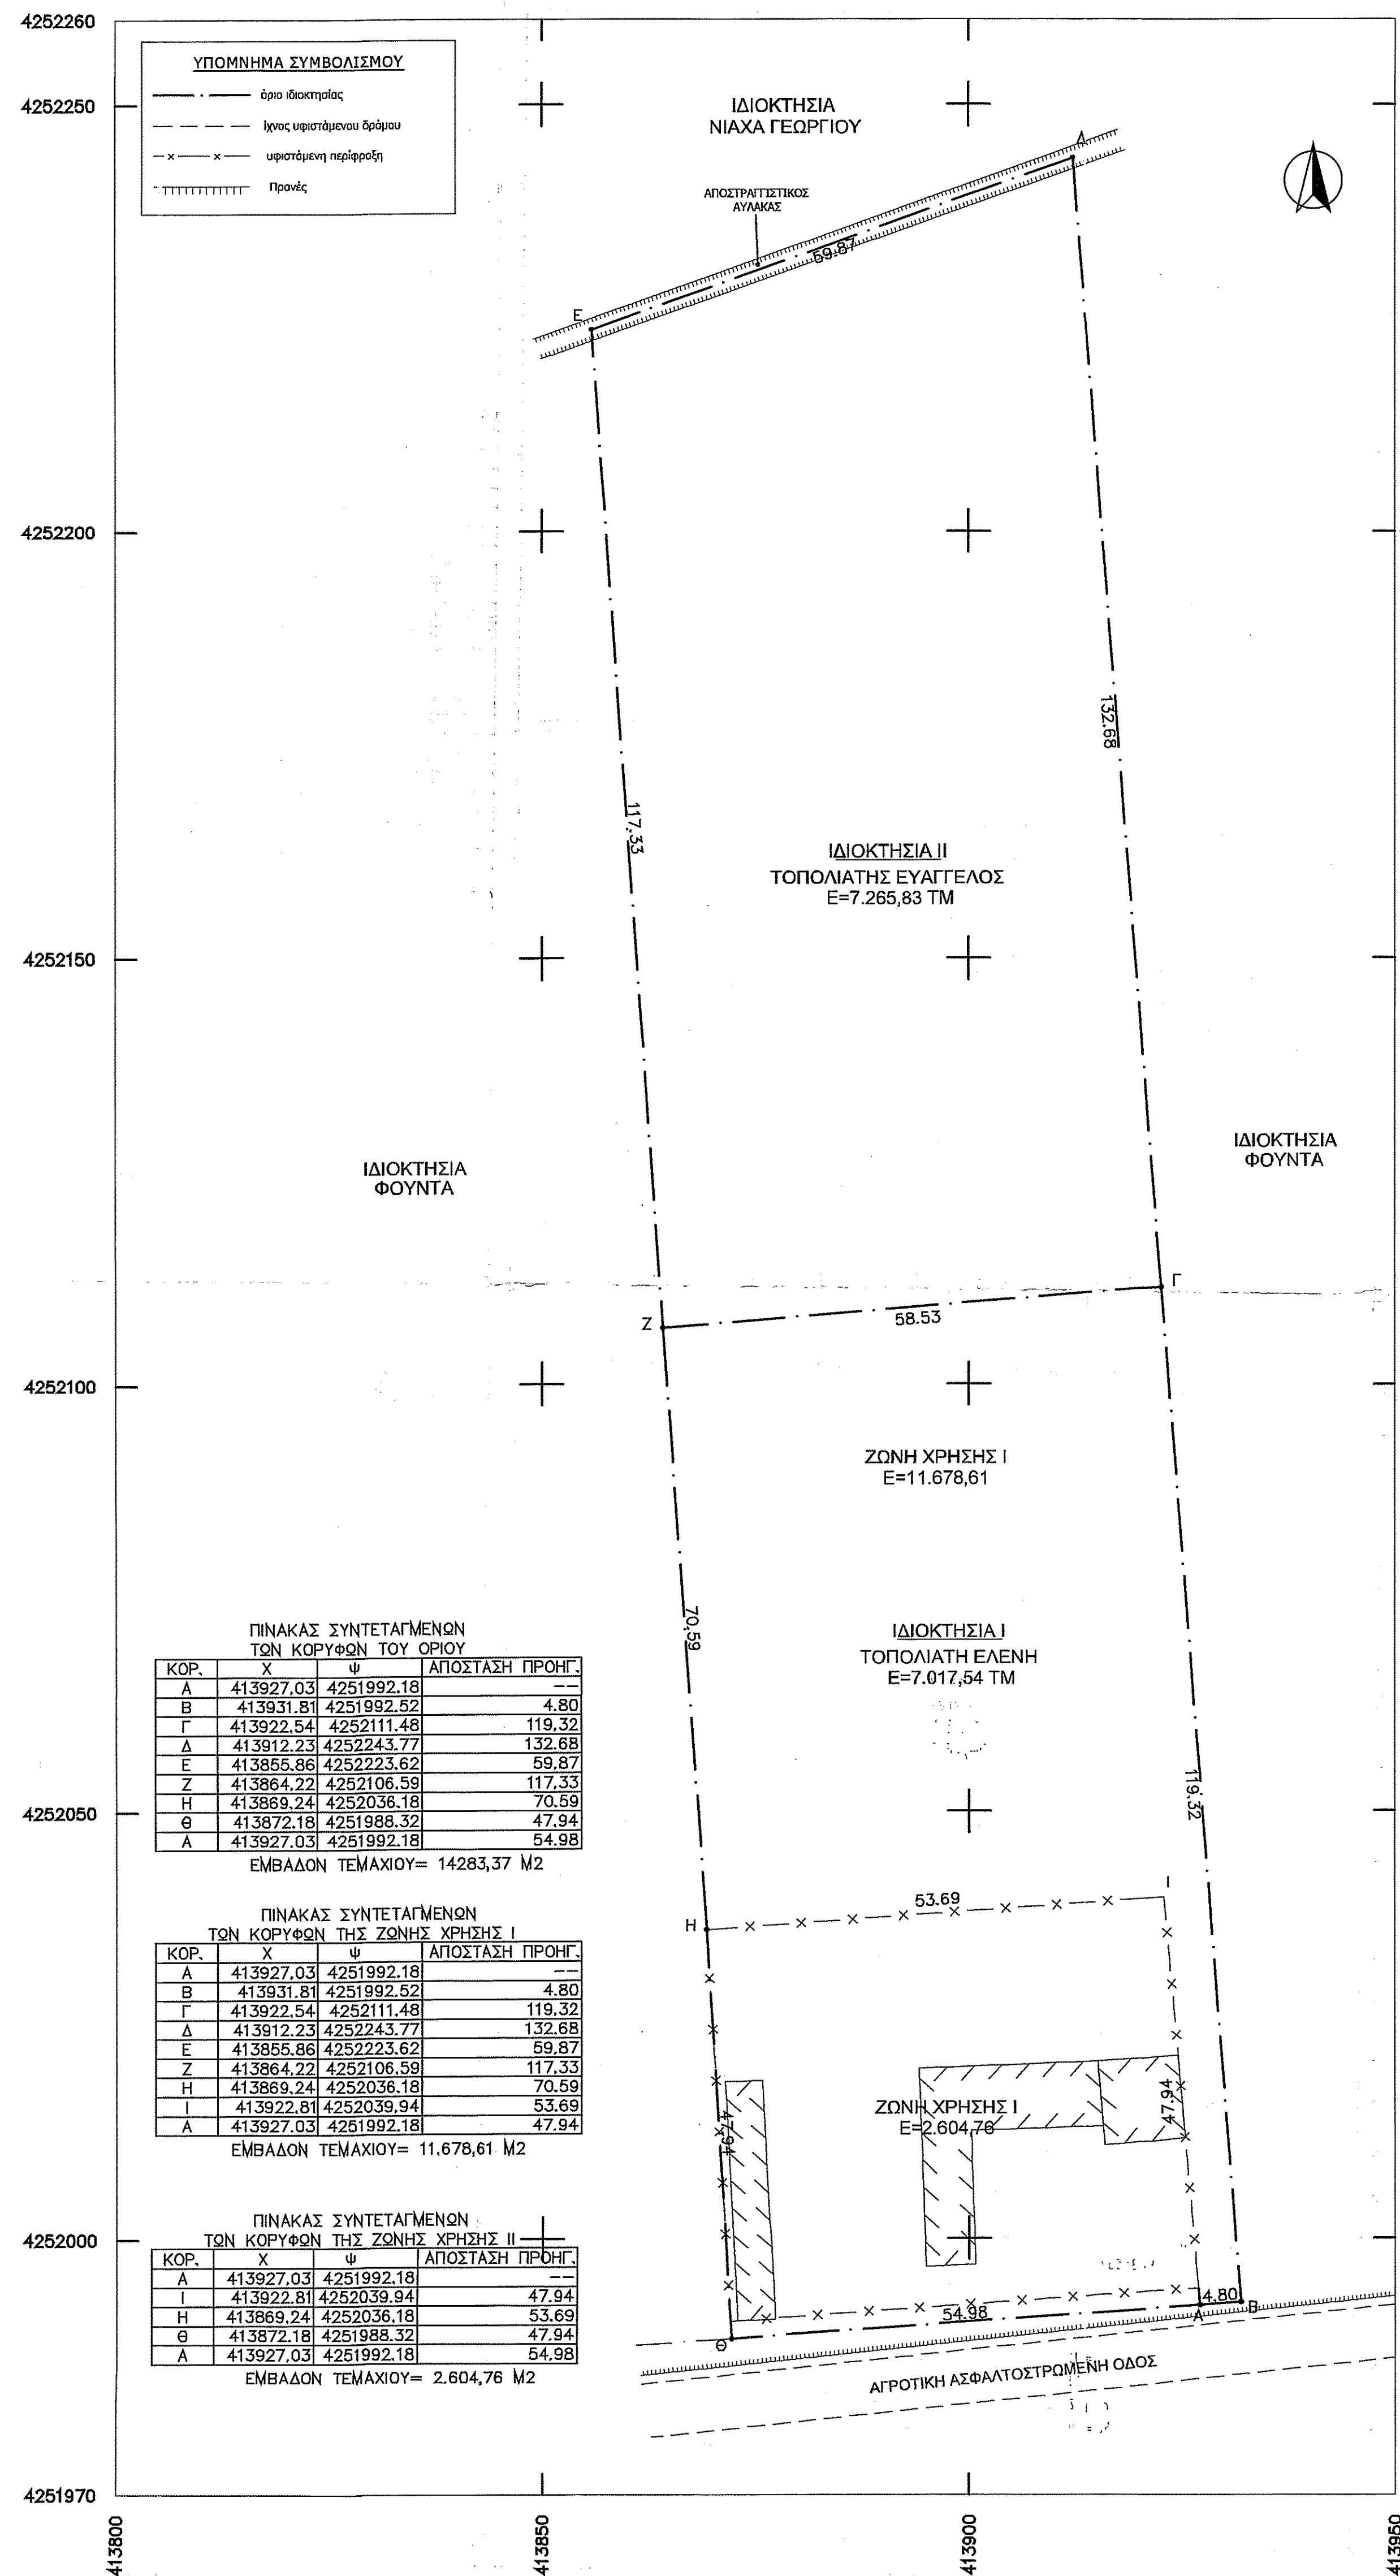 4252260
ΥΠΟΜΝΗΜΑ ΣΥΜΒΟΛΙΣΜΟΥ
όριο ιδιοκτησίας
ίχνος υφιστάμενου δρόμου
υφιστάμενη περίφραξη
Πρανές
4252250
ΙΔΙΟΚΤΗΣΙΑ
ΝΙΑΧΑ ΓΕΩΡΓΙΟΥ
Δ
ΑΠΟΣΤΡΑΓΓΙΣΤΙΚΟΣ
ΑΥΛΑΚΑΣ
59.87
Ε
4252200
132.68
117.33
ΙΔΙΟΚΤΗΣΙΑ ΙΙ
ΤΟΠΟΛΙΑΤΗΣ ΕΥΑΓΓΕΛΟΣ
Ε=7.265,83 ΤΜ
4252150
ΙΔΙΟΚΤΗΣΙΑ
ΦΟΥΝΤΑ
ΙΔΙΟΚΤΗΣΙΑ
ΦΟΥΝΤΑ
Γ
Ζ
58.53
4252100
ΖΩΝΗ ΧΡΗΣΗΣ Ι
Ε=11.678,61
70.59
ΙΔΙΟΚΤΗΣΙΑ Ι
ΤΟΠΟΛΙΑΤΗ ΕΛΕΝΗ
Ε=7.017,54 ΤΜ
119.32
4252050
ΠΙΝΑΚΑΣ ΣΥΝΤΕΤΑΓΜΕΝΩΝ
ΤΩΝ ΚΟΡΥΦΩΝ ΤΟΥ ΟΡΙΟΥ
ΚΟΡ. Χ Ψ ΑΠΟΣΤΑΣΗ ΠΡΟΗΓ.
Α 413927.03 4251992.18 --
Β 413931.81 4251992.52 4.80
Γ 413922.54 4252111.48 119.32
Δ 413912.23 4252243.77 132.68
Ε 413855.86 4252223.62 59.87
Ζ 413864.22 4252106.59 117.33
Η 413869.24 4252036.18 70.59
Θ 413872.18 4251988.32 47.94
Α 413927.03 4251992.18 54.98
ΕΜΒΑΔΟΝ ΤΕΜΑΧΙΟΥ= 14283,37 Μ2
ΠΙΝΑΚΑΣ ΣΥΝΤΕΤΑΓΜΕΝΩΝ
ΤΩΝ ΚΟΡΥΦΩΝ ΤΗΣ ΖΩΝΗΣ ΧΡΗΣΗΣ Ι
ΚΟΡ. Χ Ψ ΑΠΟΣΤΑΣΗ ΠΡΟΗΓ.
Α 413927.03 4251992.18 --
Β 413931.81 4251992.52 4.80
Γ 413922.54 4252111.48 119.32
Δ 413912.23 4252243.77 132.68
Ε 413855.86 4252223.62 59.87
Ζ 413864.22 4252106.59 117.33
Η 413869.24 4252036.18 70.59
Ι 413922.81 4252039.94 53.69
Α 413927.03 4251992.18 47.94
ΕΜΒΑΔΟΝ ΤΕΜΑΧΙΟΥ= 11.678,61 Μ2
Ι
53.69
Η
47.94
ΖΩΝΗ ΧΡΗΣΗΣ Ι
Ε=2.604,76
47.94
ΠΙΝΑΚΑΣ ΣΥΝΤΕΤΑΓΜΕΝΩΝ
ΤΩΝ ΚΟΡΥΦΩΝ ΤΗΣ ΖΩΝΗΣ ΧΡΗΣΗΣ ΙΙ
ΚΟΡ. Χ Ψ ΑΠΟΣΤΑΣΗ ΠΡΟΗΓ.
Α 413927.03 4251992.18 --
Ι 413922.81 4252039.94 47.94
Η 413869.24 4252036.18 53.69
Θ 413872.18 4251988.32 47.94
Α 413927.03 4251992.18 54.98
ΕΜΒΑΔΟΝ ΤΕΜΑΧΙΟΥ= 2.604,76 Μ2
4252000
4.80
Β
Α
54.98
Θ
ΑΓΡΟΤΙΚΗ ΑΣΦΑΛΤΟΣΤΡΩΜΕΝΗ ΟΔΟΣ
4251970
413800
413850
413900
413950